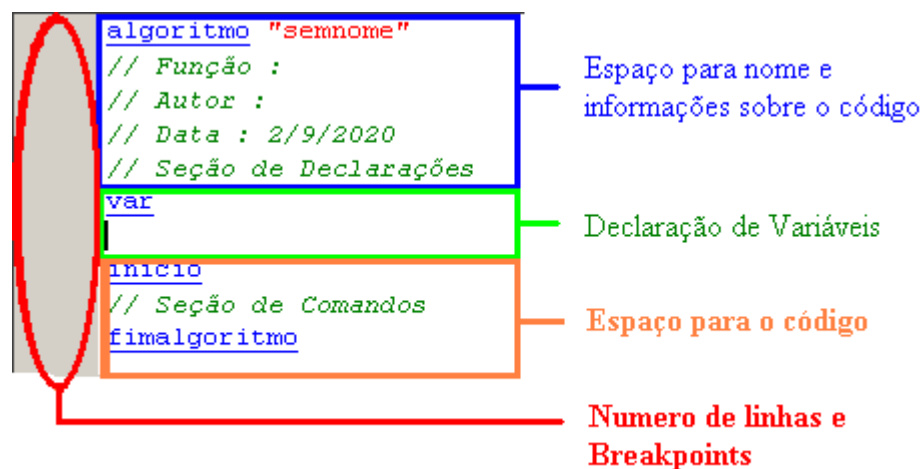 algoritmo "semnome"
// Função :
// Autor :
// Data : 2/9/2020
// Seção de Declarações
var
inicio
// Seção de Comandos
fimalgoritmo
Espaço para nome e
informações sobre o código
Declaração de Variáveis
Espaço para o código
Numero de linhas e
Breakpoints